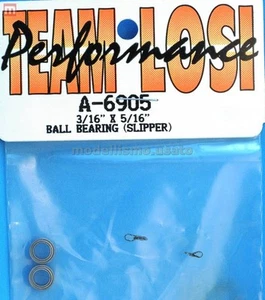 TEAM LOSI
Performance
A-6905
3/16" X 5/16"
BALL BEARING (SLIPPER)